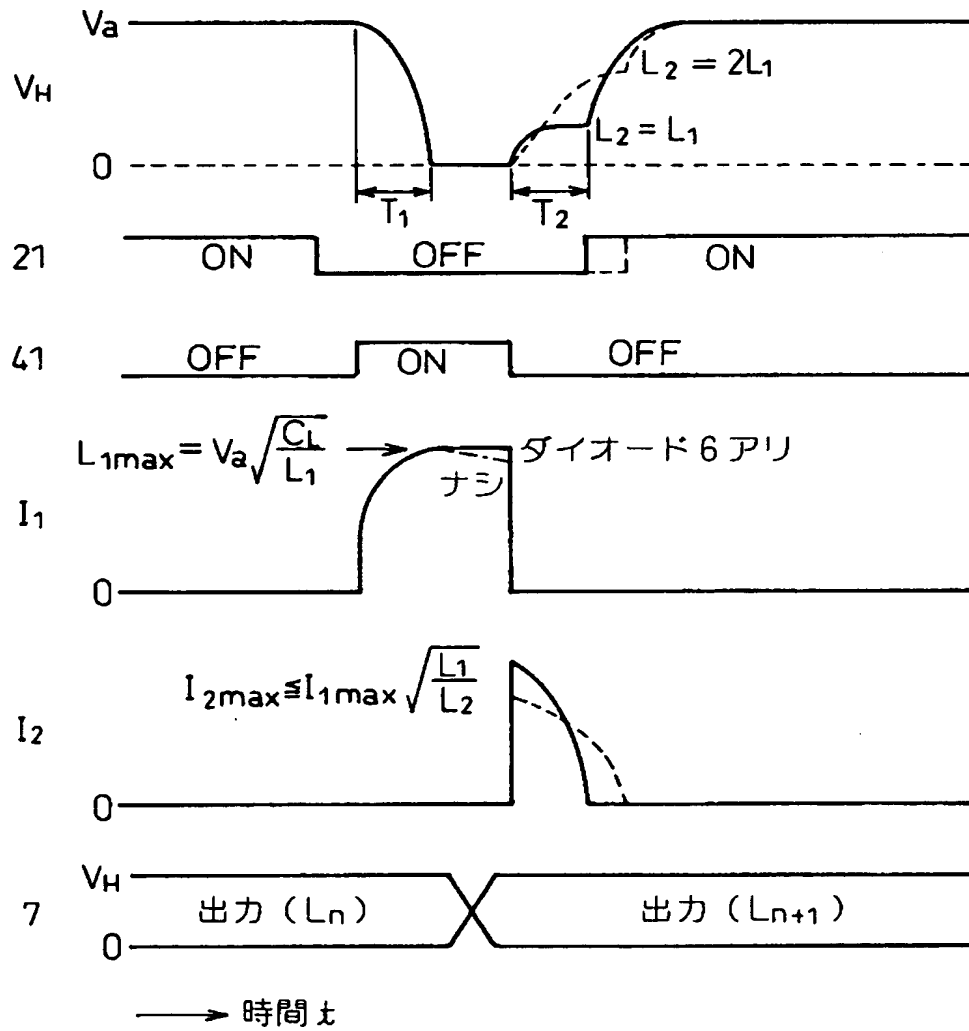 Va
VH
0
L2 = 2L1
L2 = L1
T1
T2
21
ON
OFF
ON
41
OFF
ON
OFF
L1max = Va√(CL/L1)
ダイオード6アリ
ナシ
I1
0
I2max ≦ I1max√(L1/L2)
I2
0
VH
7
出力 (Ln)
出力 (Ln+1)
0
時間 t